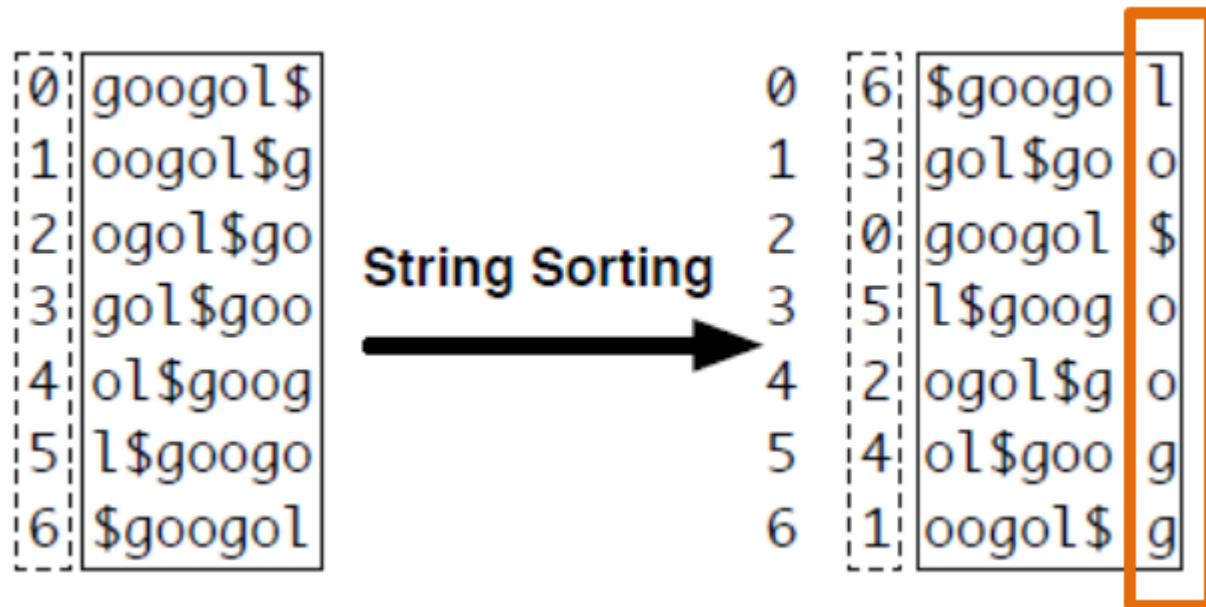 0 googol$ 0 6 $googo l
1 oogol$g 1 3 gol$go o
2 ogol$go 2 0 googol $
String Sorting
3 gol$goo 3 5 l$goog o
4 ol$goog 4 2 ogol$g o
5 l$googo 5 4 ol$goo g
6 $googol 6 1 oogol$ g